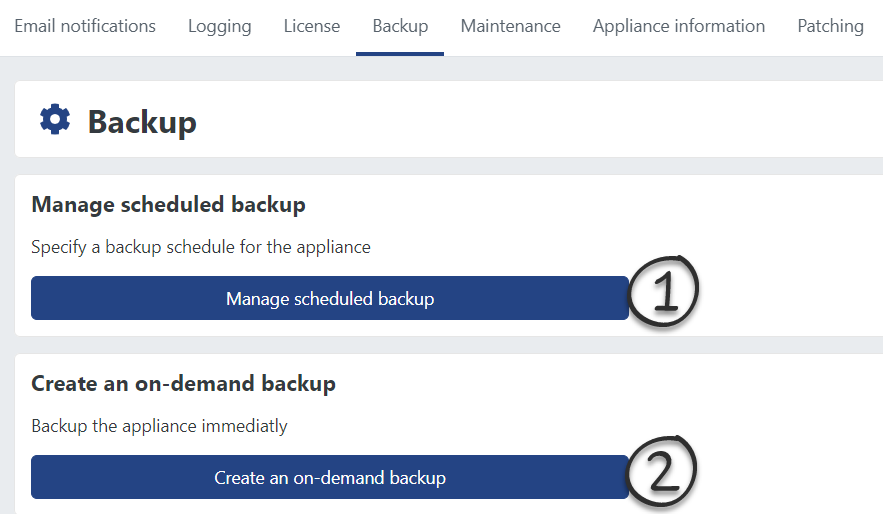 Email notifications Logging License Backup Maintenance Appliance information Patching
Backup
Manage scheduled backup
Specify a backup schedule for the appliance
Manage scheduled backup 1
Create an on-demand backup
Backup the appliance immediatly
Create an on-demand backup 2